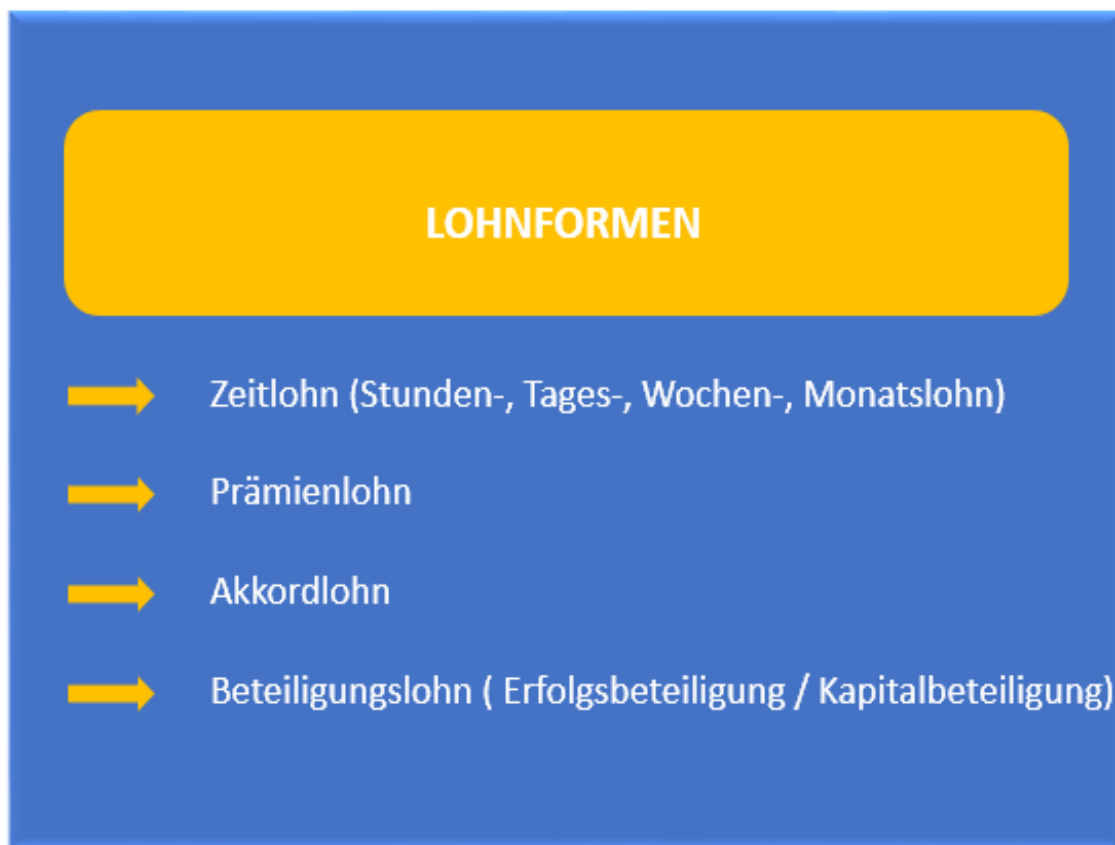 LOHNFORMEN
Zeitlohn (Stunden-, Tages-, Wochen-, Monatslohn)
Prämienlohn
Akkordlohn
Beteiligungslohn ( Erfolgsbeteiligung / Kapitalbeteiligung)